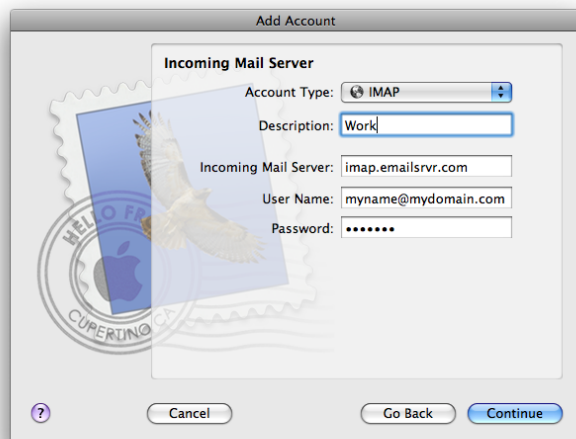 Add Account
Incoming Mail Server
Account Type: IMAP
Description: Work
Incoming Mail Server: imap.emailsrvr.com
User Name: myname@mydomain.com
Password: •••••••
HELLO FR
CUPERTINO CA
? Cancel Go Back Continue